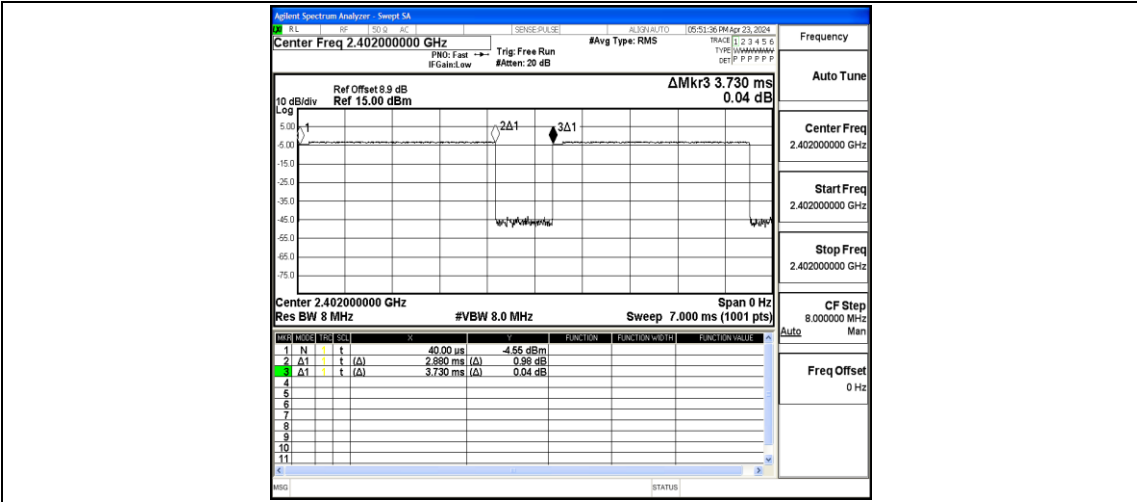 Agilent Spectrum Analyzer - Swept SA
RL RF 50 Ω AC SENSE:PULSE ALIGN AUTO 05:51:36 PM Apr 23, 2024
Center Freq 2.402000000 GHz #Avg Type: RMS TRACE 1 2 3 4 5 6
PNO: Fast Trig: Free Run TYPE WWWWWW
IFGain:Low #Atten: 20 dB DET P P P P P P
Frequency
Auto Tune
Center Freq
2.402000000 GHz
Start Freq
2.402000000 GHz
Stop Freq
2.402000000 GHz
CF Step
8.000000 MHz
Auto Man
Freq Offset
0 Hz
ΔMkr3 3.730 ms
0.04 dB
Ref Offset 8.9 dB
10 dB/div Ref 15.00 dBm
Log
5.00
-5.00
-15.0
-25.0
-35.0
-45.0
-55.0
-65.0
-75.0
1 2Δ1 3Δ1
Center 2.402000000 GHz Span 0 Hz
Res BW 8 MHz #VBW 8.0 MHz Sweep 7.000 ms (1001 pts)
MKR MODE TRC SCL X Y FUNCTION FUNCTION WIDTH FUNCTION VALUE
1 N 1 t 40.00 µs -4.55 dBm
2 Δ1 1 t (Δ) 2.880 ms (Δ) 0.98 dB
3 Δ1 1 t (Δ) 3.730 ms (Δ) 0.04 dB
4
5
6
7
8
9
10
11
MSG STATUS